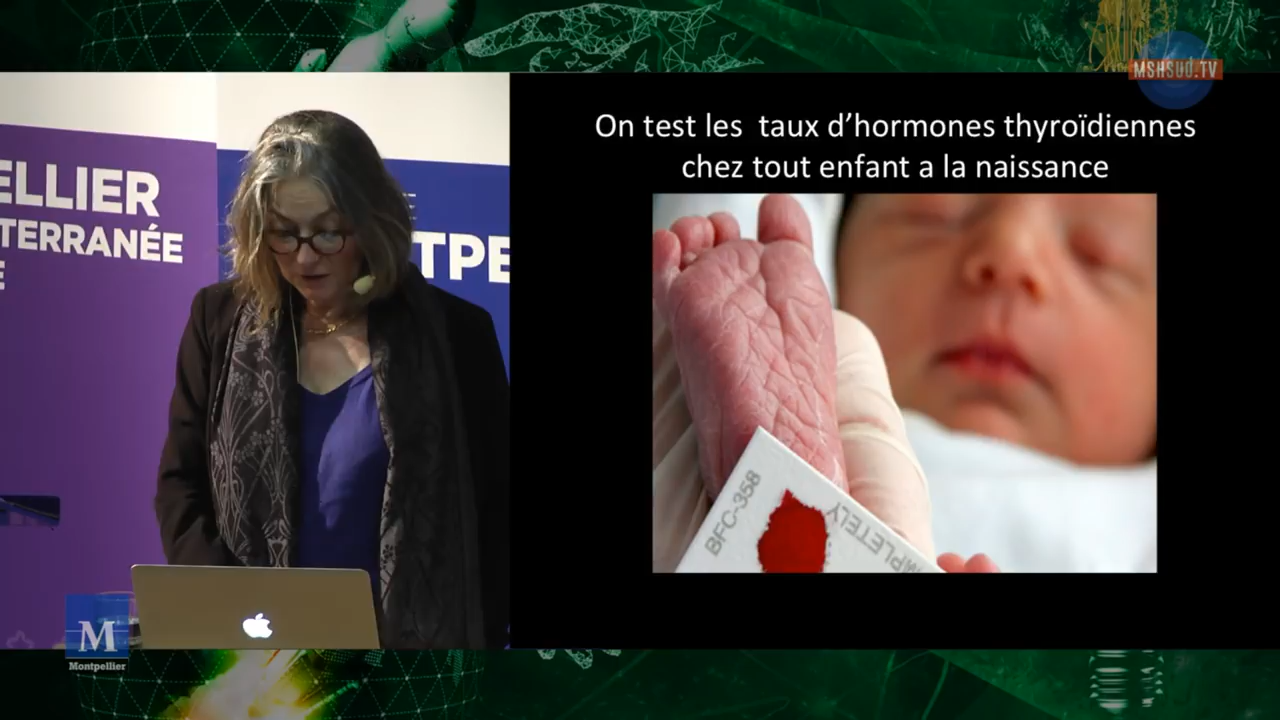 MSHSUD.TV
ELLIER
TERRANÉE
E
TPE
On test les  taux d’hormones thyroïdiennes
chez tout enfant a la naissance
BFC-358
MPLETELY
M
Montpellier